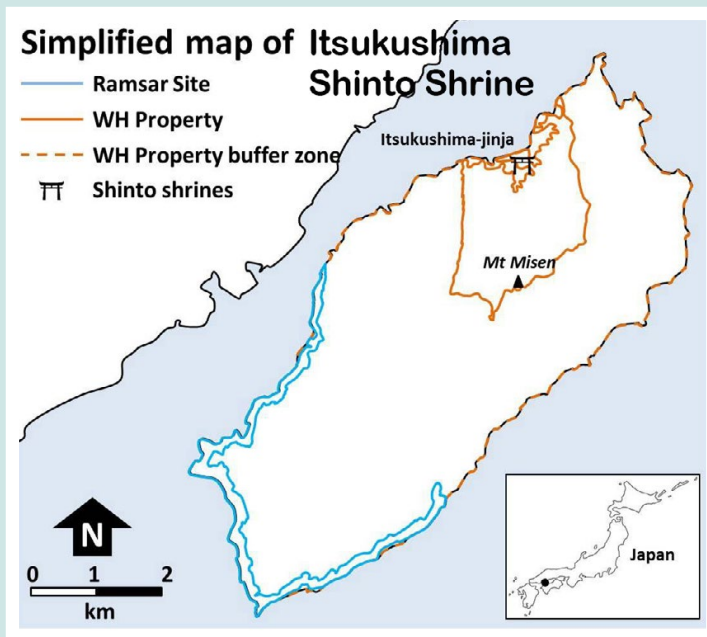 Simplified map of Itsukushima
Shinto Shrine
Ramsar Site
WH Property
WH Property buffer zone
Shinto shrines
Itsukushima-jinja
Mt Misen
N
0 1 2
km
Japan